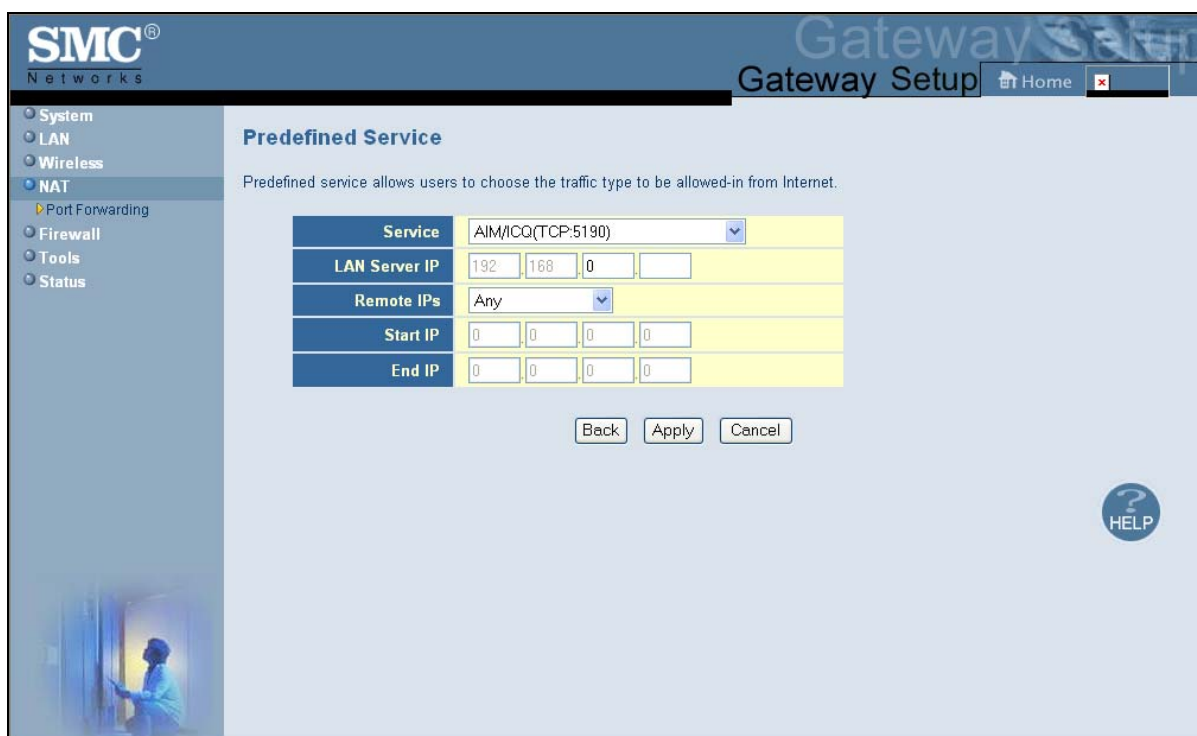 SMC®
Networks
Gateway Setup
Gateway Setup
Home
System
LAN
Wireless
NAT
Port Forwarding
Firewall
Tools
Status
Predefined Service
Predefined service allows users to choose the traffic type to be allowed-in from Internet.
Service AIM/ICQ(TCP:5190)
LAN Server IP 192 .168 .0 .
Remote IPs Any
Start IP 0 .0 .0 .0
End IP 0 .0 .0 .0
Back Apply Cancel
?
HELP